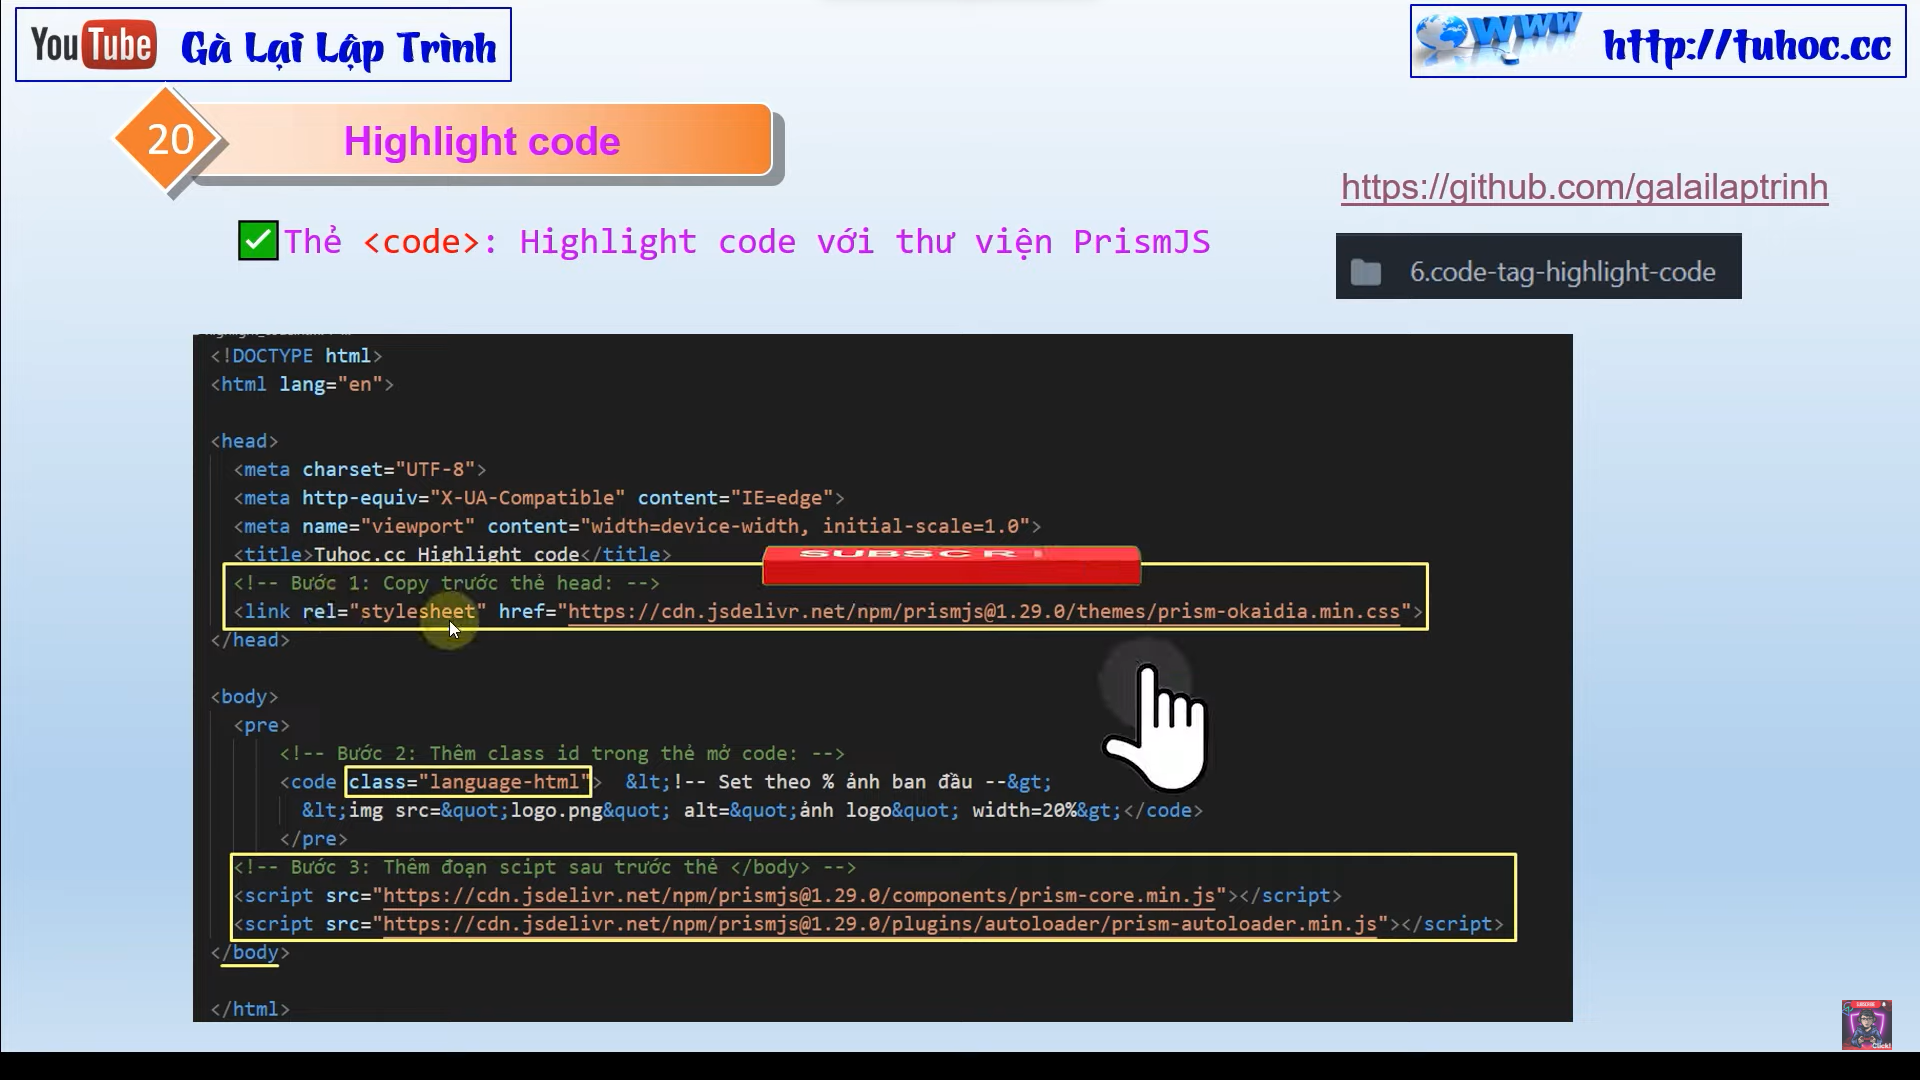 YouTube Gà Lại Lập Trình
http://tuhoc.cc
20 Highlight code
https://github.com/galailaptrinh
✅Thẻ <code>: Highlight code với thư viện PrismJS
6.code-tag-highlight-code
<!DOCTYPE html>
<html lang="en">
<head>
<meta charset="UTF-8">
<meta http-equiv="X-UA-Compatible" content="IE=edge">
<meta name="viewport" content="width=device-width, initial-scale=1.0">
<title>Tuhoc.cc Highlight code</title>
<!-- Bước 1: Copy trước thẻ head: -->
<link rel="stylesheet" href="https://cdn.jsdelivr.net/npm/prismjs@1.29.0/themes/prism-okaidia.min.css">
</head>
<body>
<pre>
<!-- Bước 2: Thêm class id trong thẻ mở code: -->
<code class="language-html">  &lt;!-- Set theo % ảnh ban đầu --&gt;
&lt;img src=&quot;logo.png&quot; alt=&quot;ảnh logo&quot; width=20%&gt;</code>
</pre>
<!-- Bước 3: Thêm đoạn scipt sau trước thẻ </body> -->
<script src="https://cdn.jsdelivr.net/npm/prismjs@1.29.0/components/prism-core.min.js"></script>
<script src="https://cdn.jsdelivr.net/npm/prismjs@1.29.0/plugins/autoloader/prism-autoloader.min.js"></script>
</body>
</html>